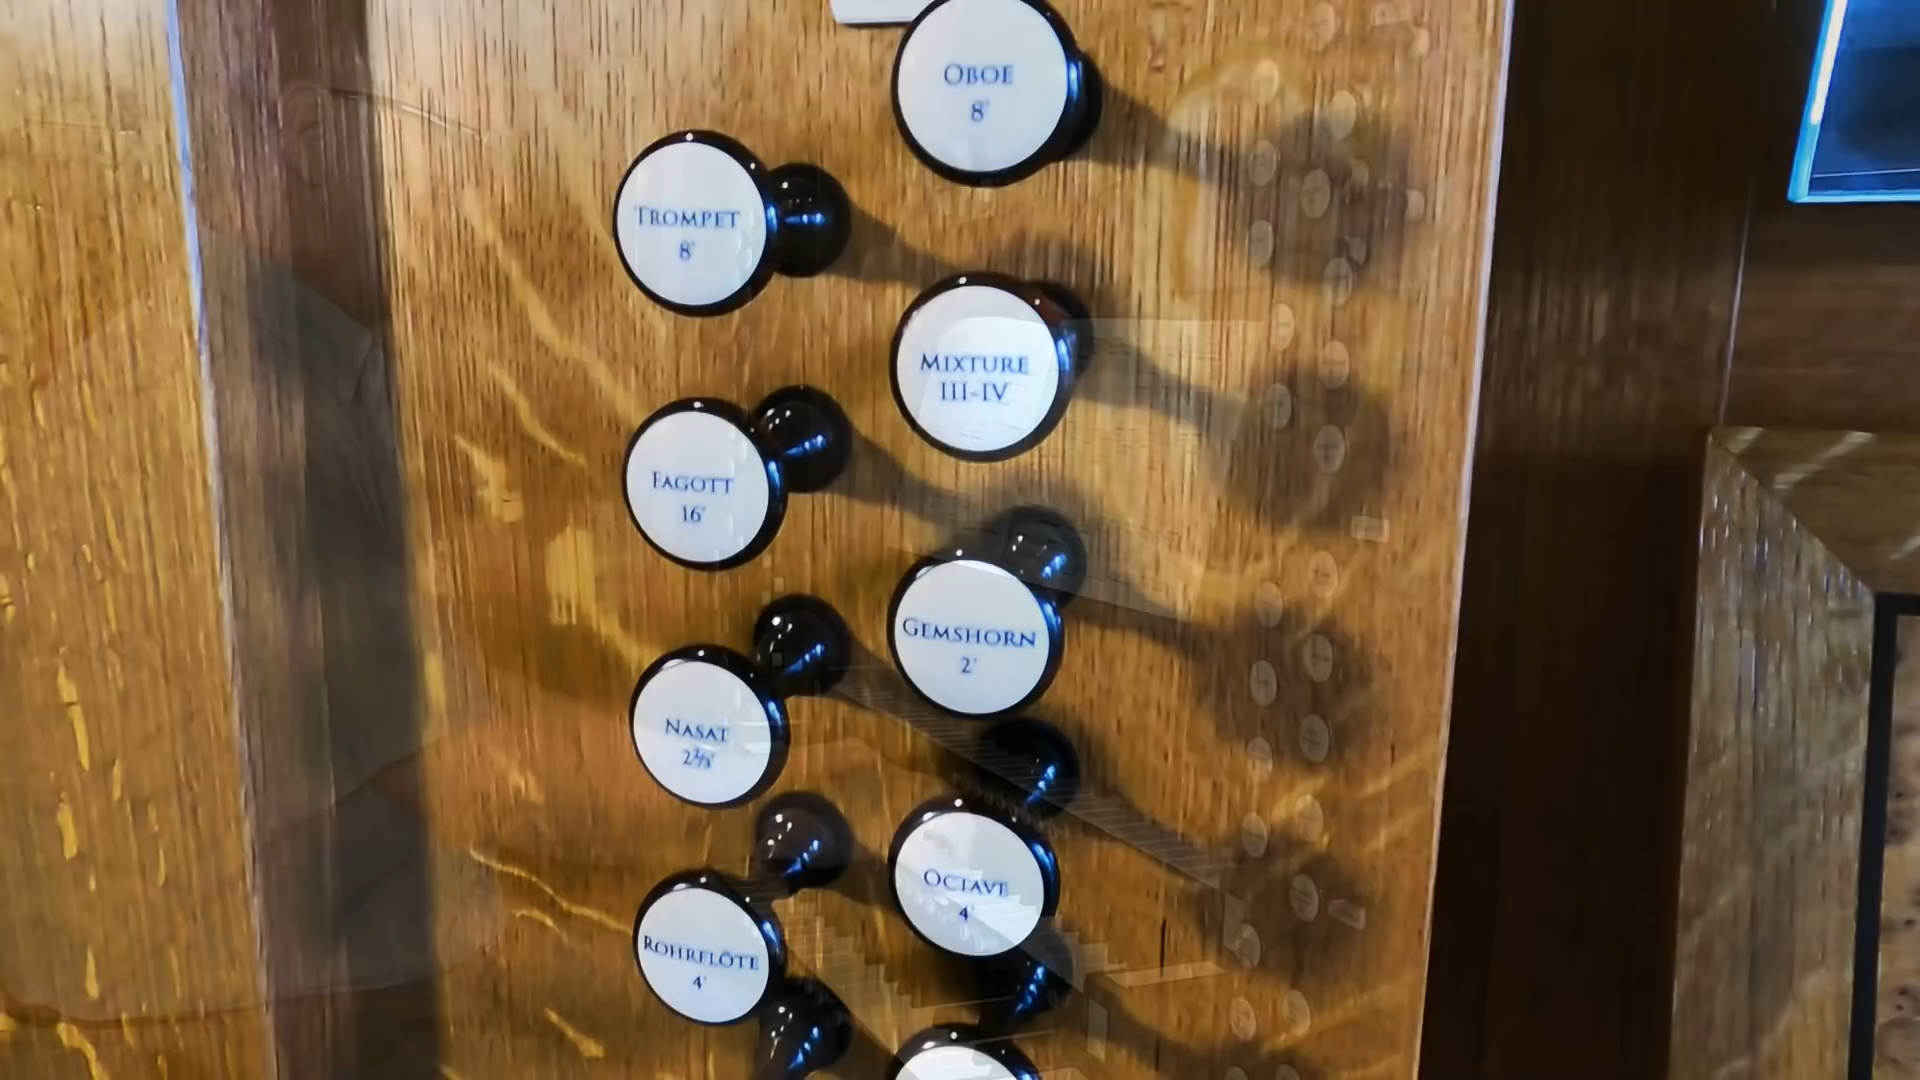 OBOE
8'
TROMPET
8'
MIXTURE
III-IV
FAGOTT
16'
GEMSHORN
2'
NASAT
2⅔'
OCTAVE
4'
ROHRFLÖTE
4'